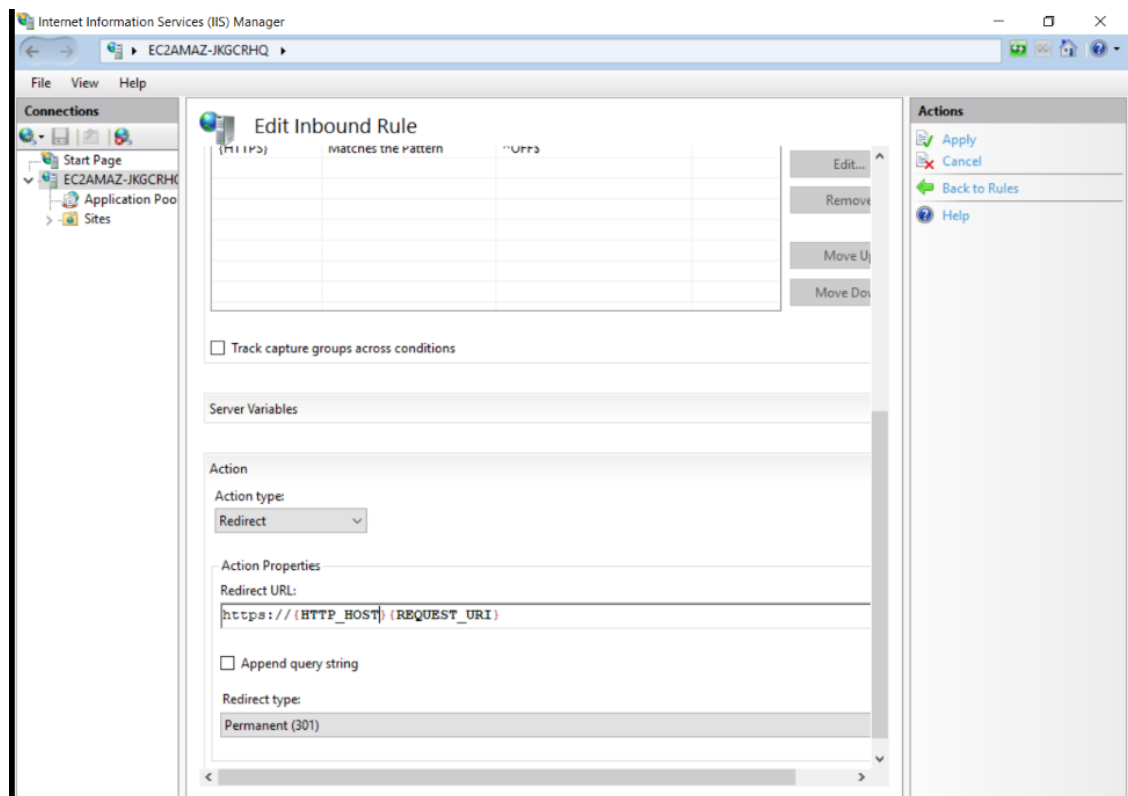 Internet Information Services (IIS) Manager
EC2AMAZ-JKGCRHQ
File View Help
Connections
Start Page
EC2AMAZ-JKGCRHQ
Application Poo
Sites
Edit Inbound Rule
{HTTPS} Matches the Pattern ^OFF$
Edit...
Remove
Move Up
Move Dow
Track capture groups across conditions
Server Variables
Action
Action type:
Redirect
Action Properties
Redirect URL:
https://{HTTP_HOST}{REQUEST_URI}
Append query string
Redirect type:
Permanent (301)
Actions
Apply
Cancel
Back to Rules
Help